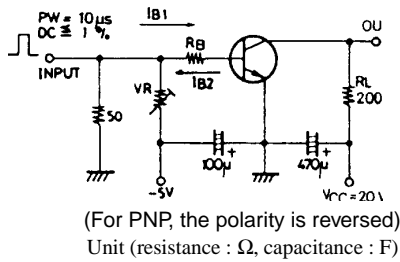 PW = 10μs
DC ≦ 1 %
IB1
INPUT
RB
IB2
VR
50
OU
RL
200
100μ +
470μ +
-5V
VCC = 20V
(For PNP, the polarity is reversed)
Unit (resistance : Ω, capacitance : F)